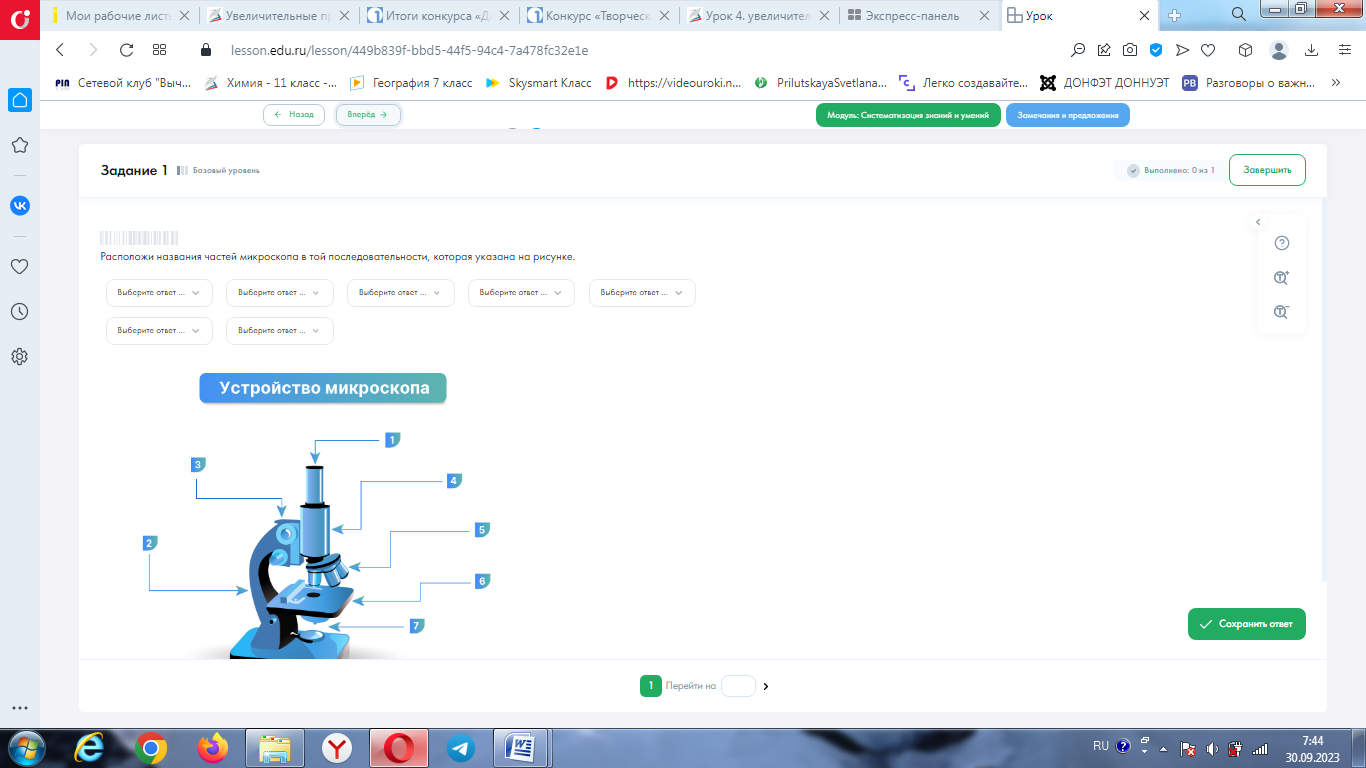 Мои рабочие листы
Увеличительные пр
Итоги конкурса «Д
Конкурс «Творческ
Урок 4. увеличител
Экспресс-панель
Урок
lesson.edu.ru/lesson/449b839f-bbd5-44f5-94c4-7a478fc32e1e
Сетевой клуб "Выч...
Химия - 11 класс -...
География 7 класс
Skysmart Класс
https://videouroki.n...
PrilutskayaSvetlana...
Легко создавайте...
ДОНФЭТ ДОННУЭТ
Разговоры о важн...
Назад
Вперёд
Модуль: Систематизация знаний и умений
Замечания и предложения
Задание 1
Базовый уровень
Выполнено: 0 из 1
Завершить
Расположи названия частей микроскопа в той последовательности, которая указана на рисунке.
Выберите ответ ... Выберите ответ ... Выберите ответ ... Выберите ответ ... Выберите ответ ...
Выберите ответ ... Выберите ответ ...
Устройство микроскопа
1
3
4
5
2
6
7
Сохранить ответ
1 Перейти на
RU
7:44
30.09.2023